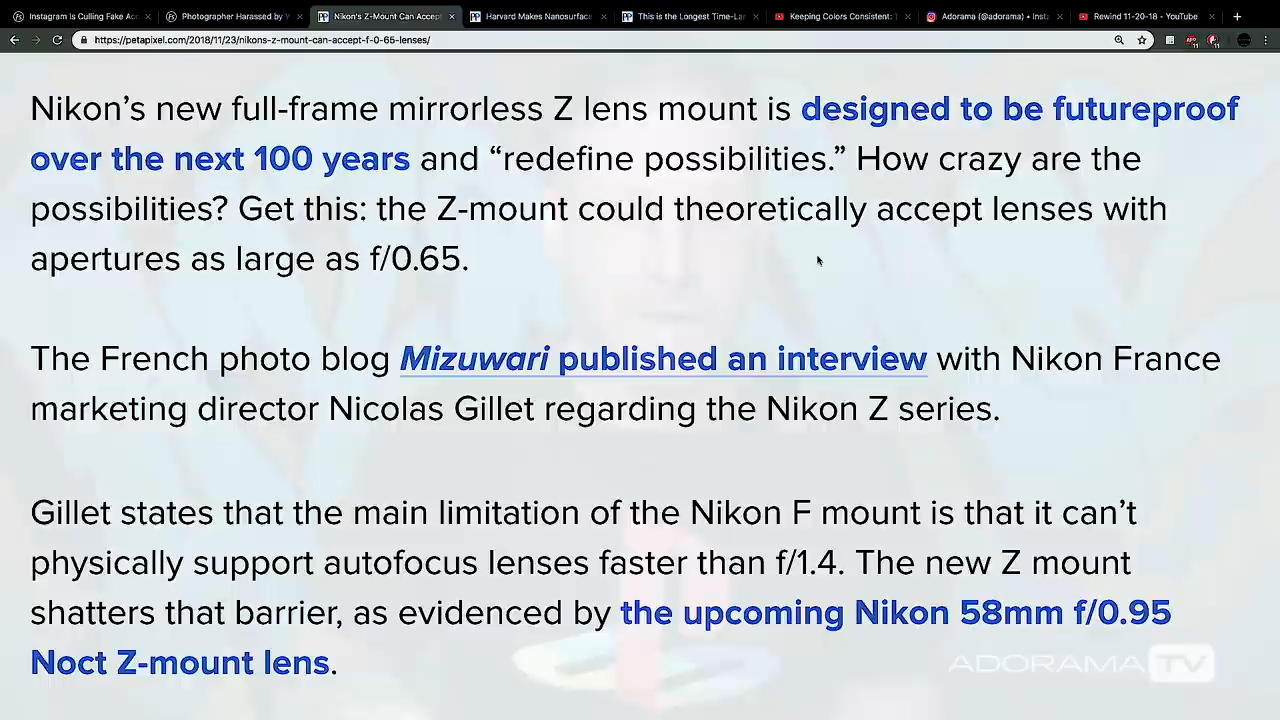 Instagram Is Culling Fake Acc
Photographer Harassed by
Nikon's Z-Mount Can Accept
Harvard Makes Nanosurface
This is the Longest Time-La
Keeping Colors Consistent:
Adorama (@adorama) • Insta
Rewind 11-20-18 - YouTube
https://petapixel.com/2018/11/23/nikons-z-mount-can-accept-f-0-65-lenses/
Nikon’s new full-frame mirrorless Z lens mount is designed to be futureproof
over the next 100 years and “redefine possibilities.” How crazy are the
possibilities? Get this: the Z-mount could theoretically accept lenses with
apertures as large as f/0.65.
The French photo blog Mizuwari published an interview with Nikon France
marketing director Nicolas Gillet regarding the Nikon Z series.
Gillet states that the main limitation of the Nikon F mount is that it can’t
physically support autofocus lenses faster than f/1.4. The new Z mount
shatters that barrier, as evidenced by the upcoming Nikon 58mm f/0.95
Noct Z-mount lens.
ADORAMA TV